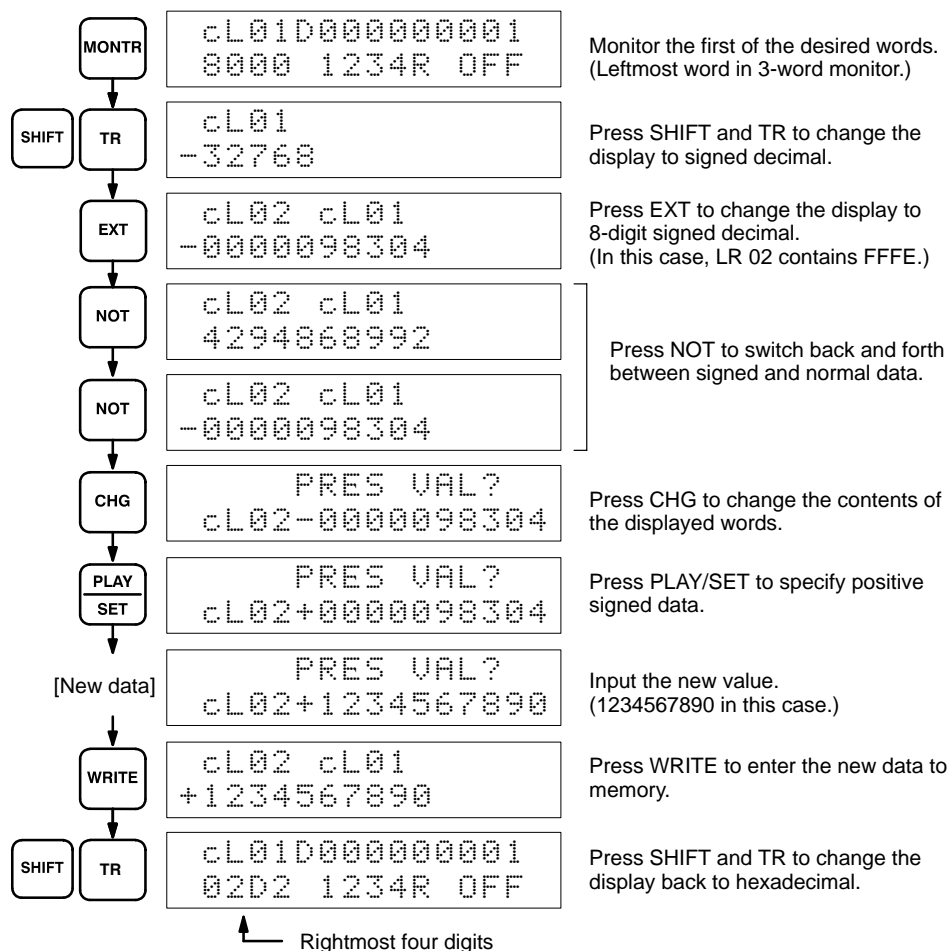 MONTR
cL01D000000001
8000 1234R OFF
Monitor the first of the desired words.
(Leftmost word in 3-word monitor.)
SHIFT
TR
cL01
-32768
Press SHIFT and TR to change the
display to signed decimal.
EXT
cL02 cL01
-0000098304
Press EXT to change the display to
8-digit signed decimal.
(In this case, LR 02 contains FFFE.)
NOT
cL02 cL01
4294868992
NOT
cL02 cL01
-0000098304
Press NOT to switch back and forth
between signed and normal data.
CHG
PRES VAL?
cL02-0000098304
Press CHG to change the contents of
the displayed words.
PLAY
SET
PRES VAL?
cL02+0000098304
Press PLAY/SET to specify positive
signed data.
[New data]
PRES VAL?
cL02+1234567890
Input the new value.
(1234567890 in this case.)
WRITE
cL02 cL01
+1234567890
Press WRITE to enter the new data to
memory.
SHIFT
TR
cL01D000000001
02D2 1234R OFF
Press SHIFT and TR to change the
display back to hexadecimal.
Rightmost four digits